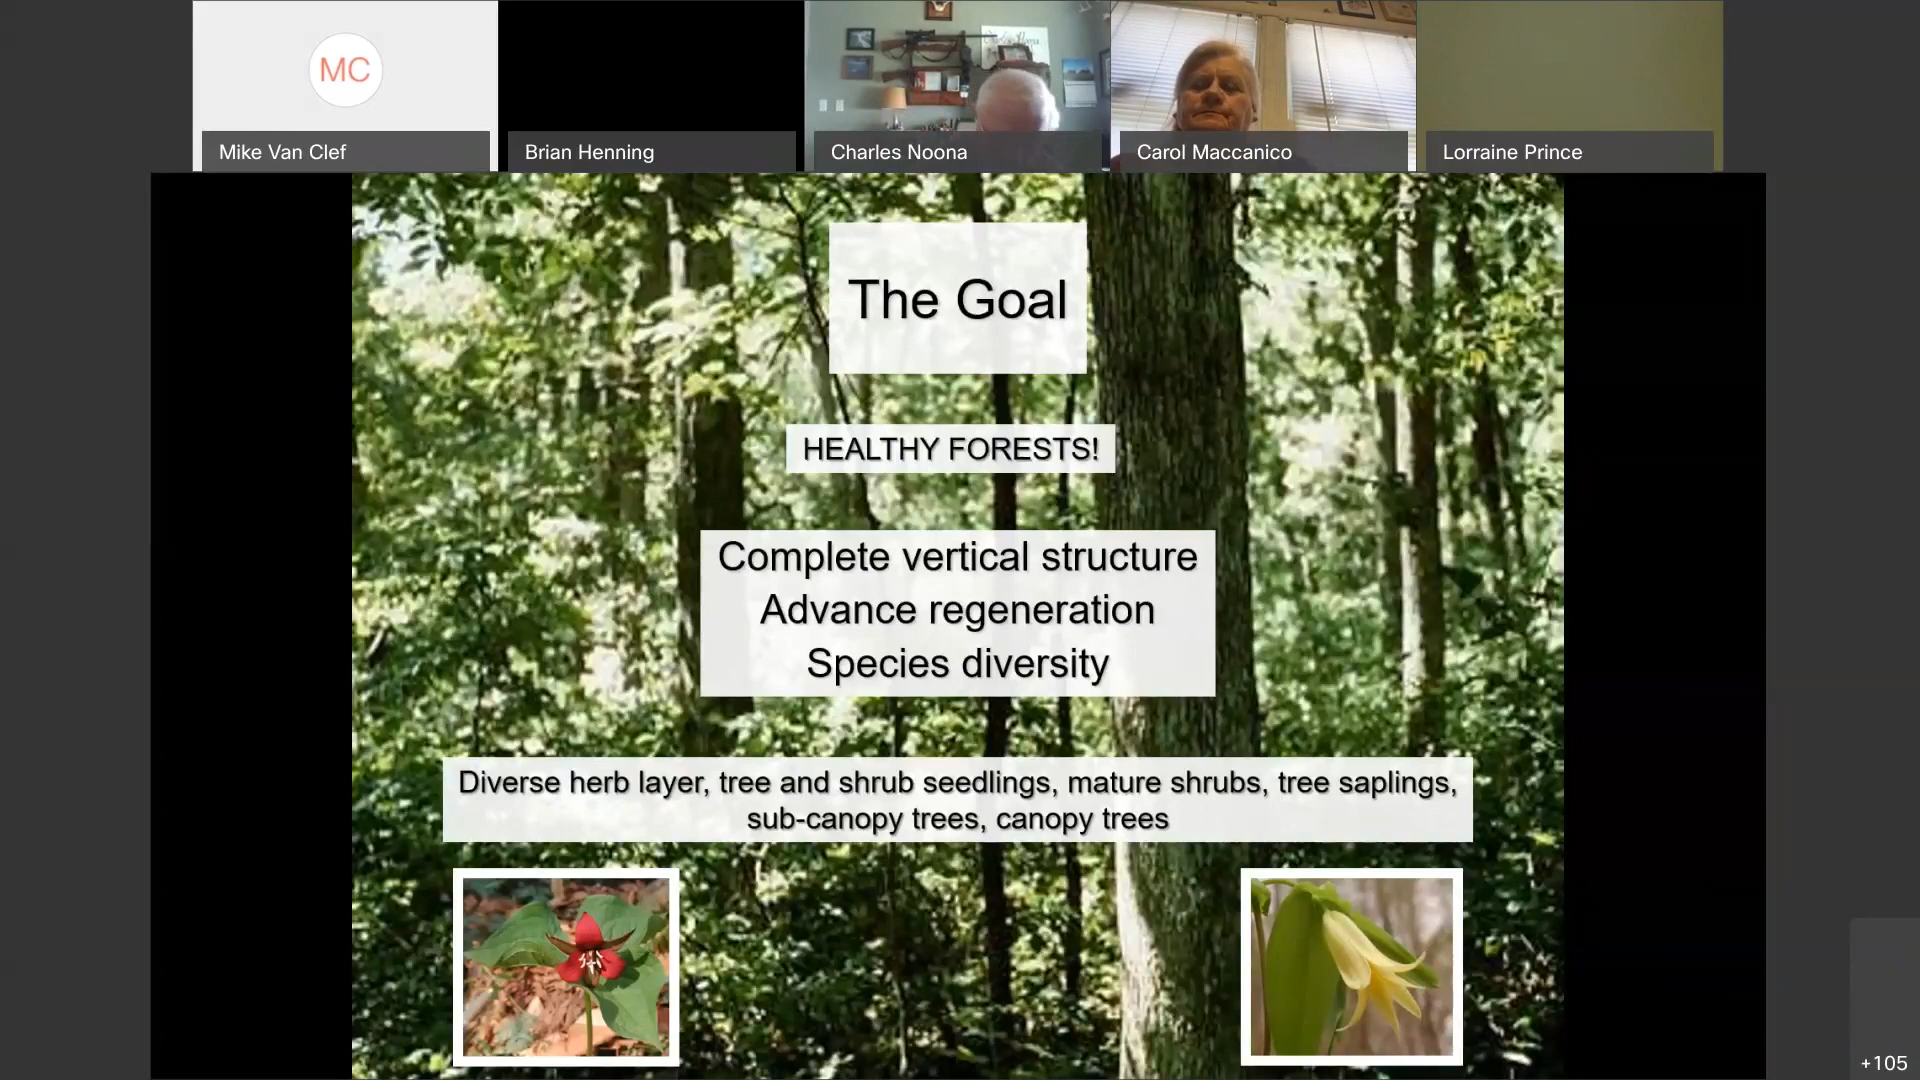 MC
Mike Van Clef
Brian Henning
Charles Noona
Carol Maccanico
Lorraine Prince
The Goal
HEALTHY FORESTS!
Complete vertical structure
Advance regeneration
Species diversity
Diverse herb layer, tree and shrub seedlings, mature shrubs, tree saplings,
sub-canopy trees, canopy trees
+105